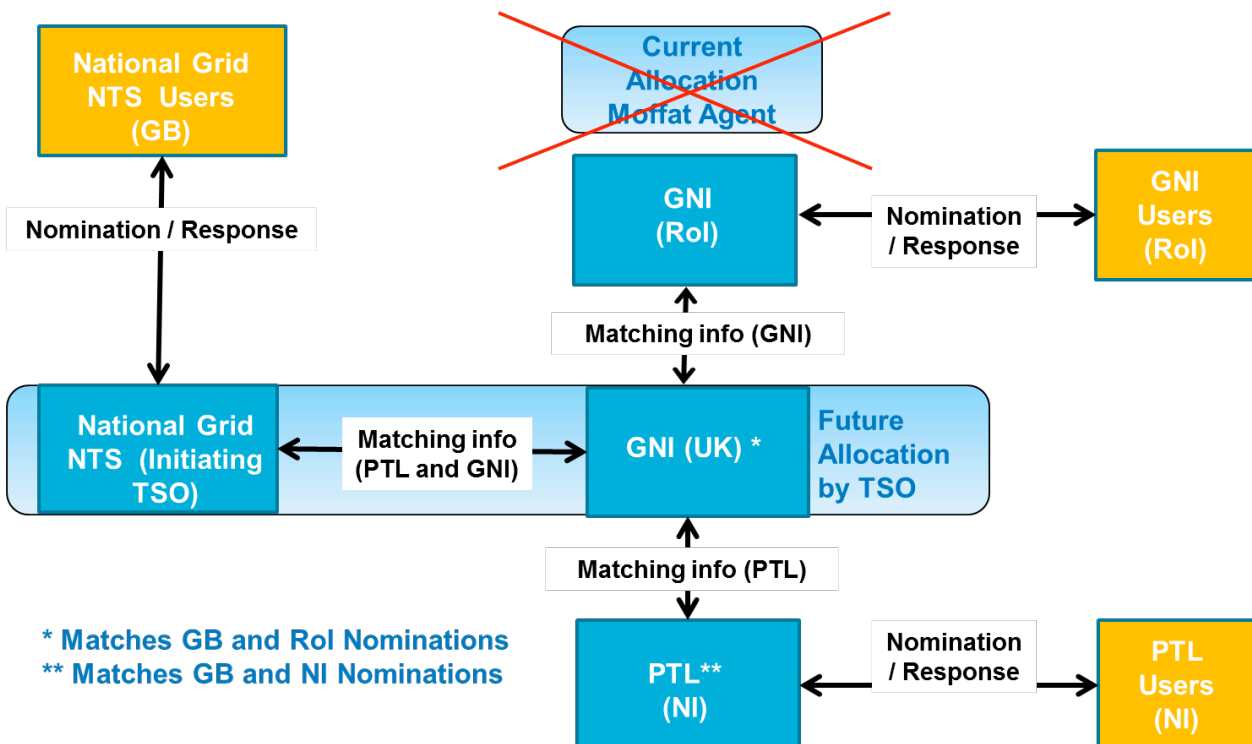 National Grid
NTS Users
(GB)
Current
Allocation
Moffat Agent
Nomination / Response
GNI
(RoI)
Nomination
/ Response
GNI
Users
(RoI)
Matching info (GNI)
National Grid
NTS (Initiating
TSO)
Matching info
(PTL and GNI)
GNI (UK) *
Future
Allocation
by TSO
Matching info (PTL)
* Matches GB and RoI Nominations
** Matches GB and NI Nominations
PTL**
(NI)
Nomination
/ Response
PTL
Users
(NI)